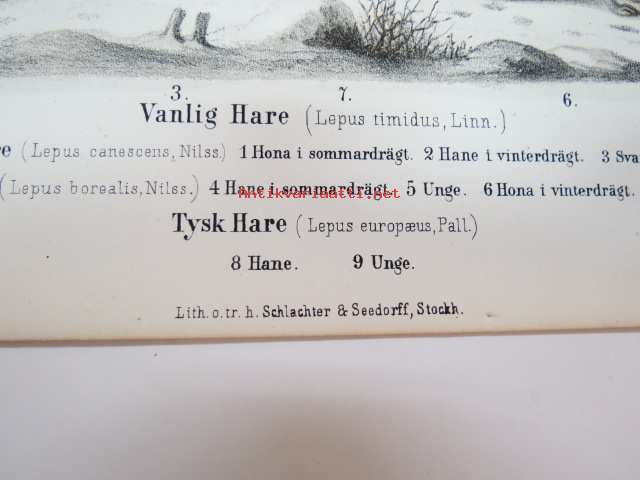 3. 7. 6.
Vanlig Hare (Lepus timidus, Linn.)
(Lepus canescens, Nilss.) 1 Hona i sommardrägt. 2 Hane i vinterdrägt. 3
(Lepus borealis, Nilss.) 4 Hane i sommardrägt. 5 Unge. 6 Hona i vinterdrägt.
Antikvariaatti.net
Tysk Hare (Lepus europæus, Pall.)
8 Hane. 9 Unge.
Lith. o. tr. h. Schlachter & Seedorff, Stockh.